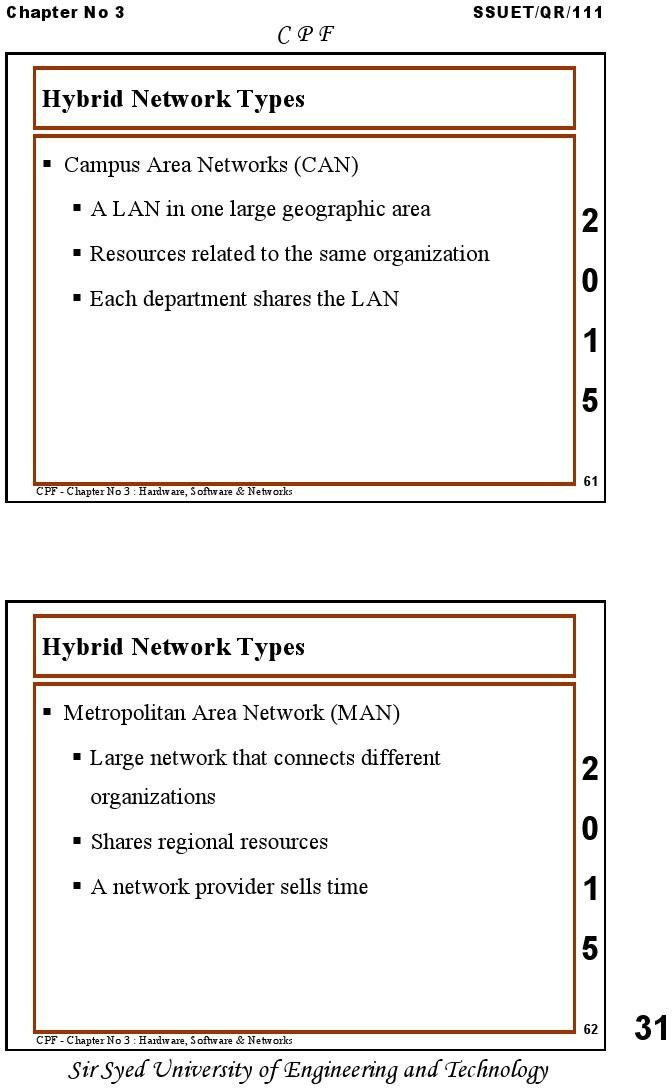 Chapter No 3 SSUET/QR/111
C P F
Hybrid Network Types
▪ Campus Area Networks (CAN)
▪ A LAN in one large geographic area
▪ Resources related to the same organization
▪ Each department shares the LAN
2
0
1
5
61
CPF - Chapter No 3 : Hardware, Software & Networks
Hybrid Network Types
▪ Metropolitan Area Network (MAN)
▪ Large network that connects different
organizations
▪ Shares regional resources
▪ A network provider sells time
2
0
1
5
62
CPF - Chapter No 3 : Hardware, Software & Networks
31
Sir Syed University of Engineering and Technology